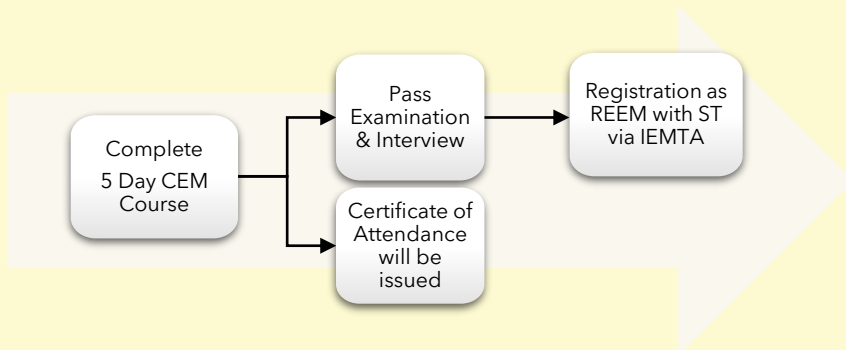 Complete
5 Day CEM
Course
Pass
Examination
& Interview
Certificate of
Attendance
will be
issued
Registration as
REEM with ST
via IEMTA